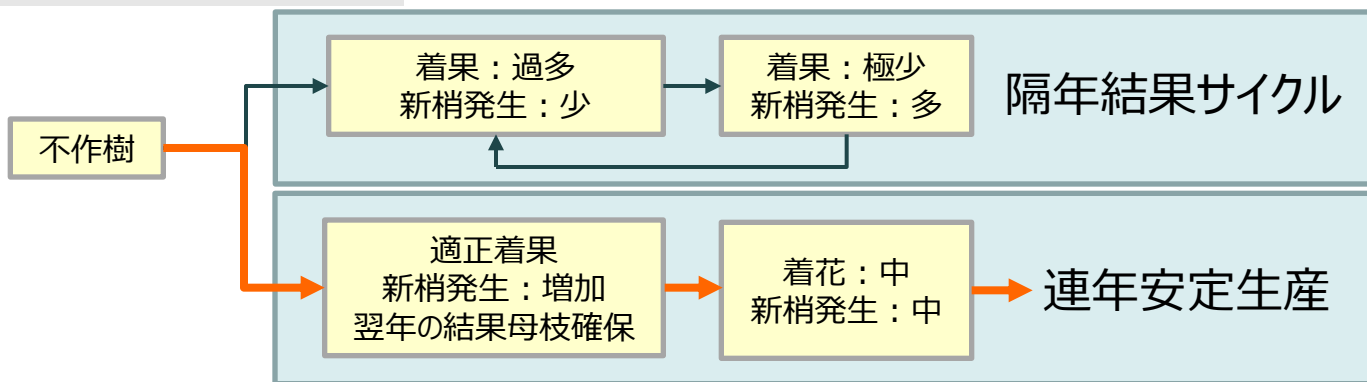 不作樹
着果：過多
新梢発生：少
着果：極少
新梢発生：多
隔年結果サイクル
適正着果
新梢発生：増加
翌年の結果母枝確保
着花：中
新梢発生：中
連年安定生産